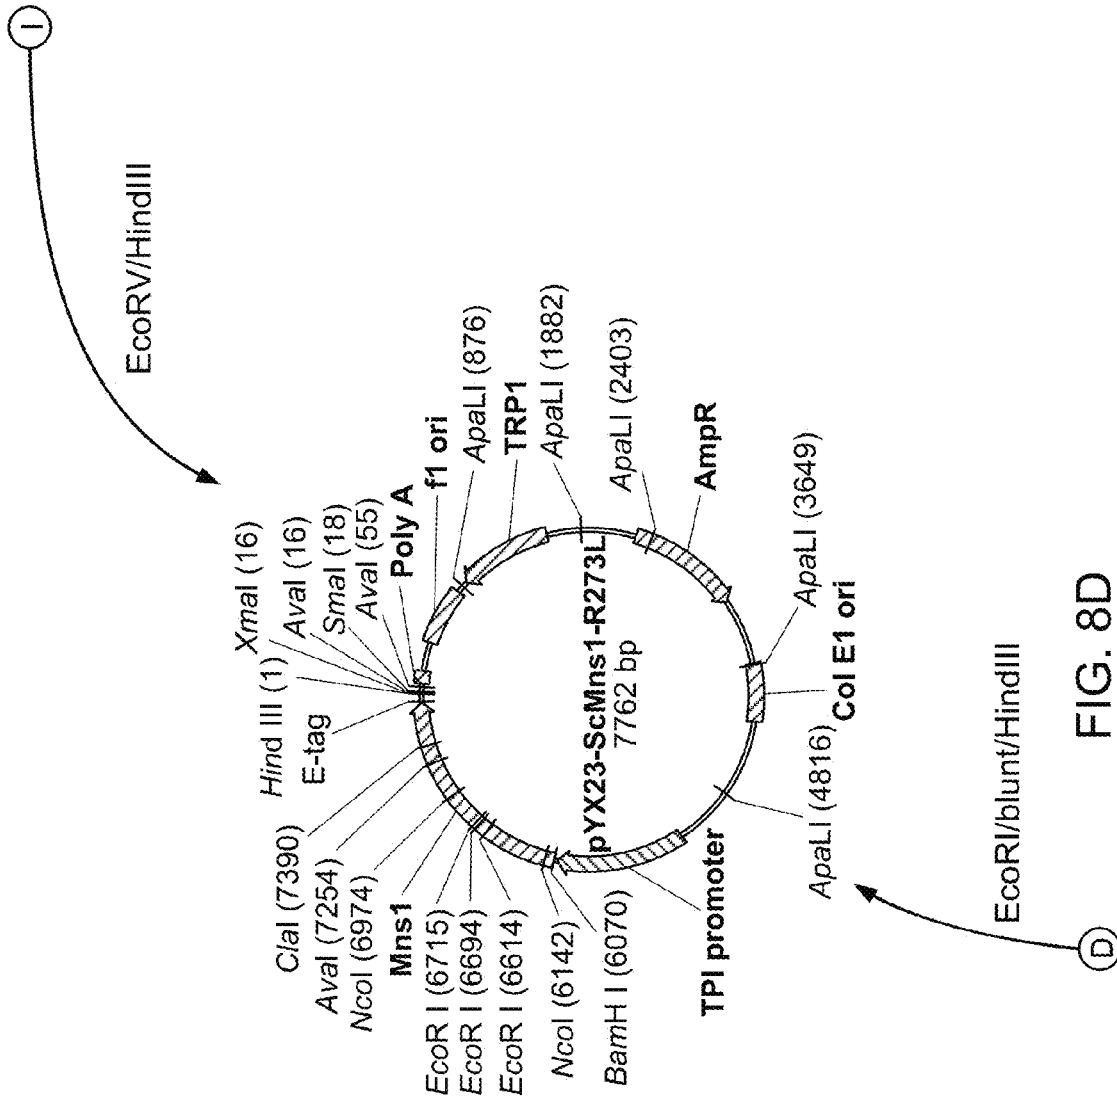 I
EcoRV/HindIII
XmaI (16)
AvaI (16)
SmaI (18)
AvaI (55)
Poly A
f1 ori
ApaLI (876)
TRP1
ApaLI (1882)
ApaLI (2403)
AmpR
ApaLI (3649)
Col E1 ori
ApaLI (4816)
TPI promoter
BamH I (6070)
NcoI (6142)
EcoR I (6614)
EcoR I (6694)
EcoR I (6715)
Mns1
NcoI (6974)
AvaI (7254)
ClaI (7390)
E-tag
Hind III (1)
pYX23-ScMns1-R273L
7762 bp
D
EcoRI/blunt/HindIII
FIG. 8D